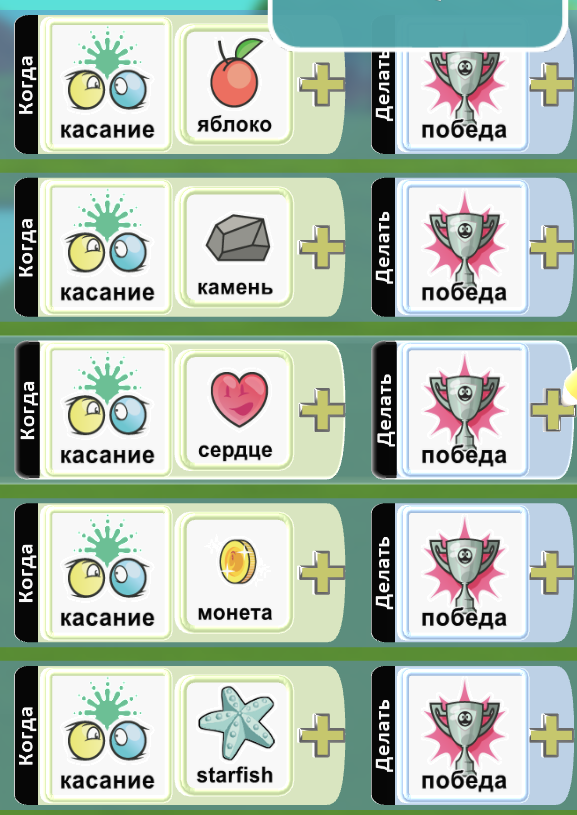 Когда касание яблоко Делать победа
Когда касание камень Делать победа
Когда касание сердце Делать победа
Когда касание монета Делать победа
Когда касание starfish Делать победа